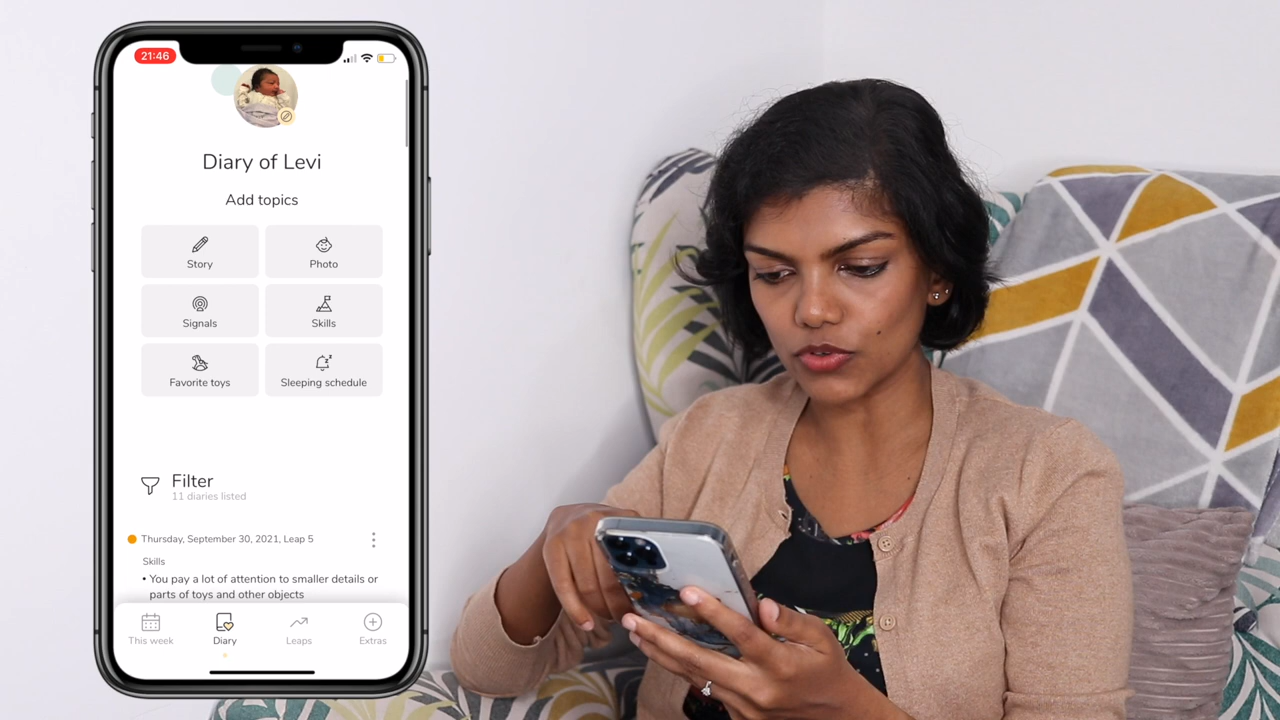 21:46
Diary of Levi
Add topics
Story
Photo
Signals
Skills
Favorite toys
Sleeping schedule
Filter
11 diaries listed
Thursday, September 30, 2021, Leap 5
Skills
• You pay a lot of attention to smaller details or
parts of toys and other objects
This week
Diary
Leaps
Extras